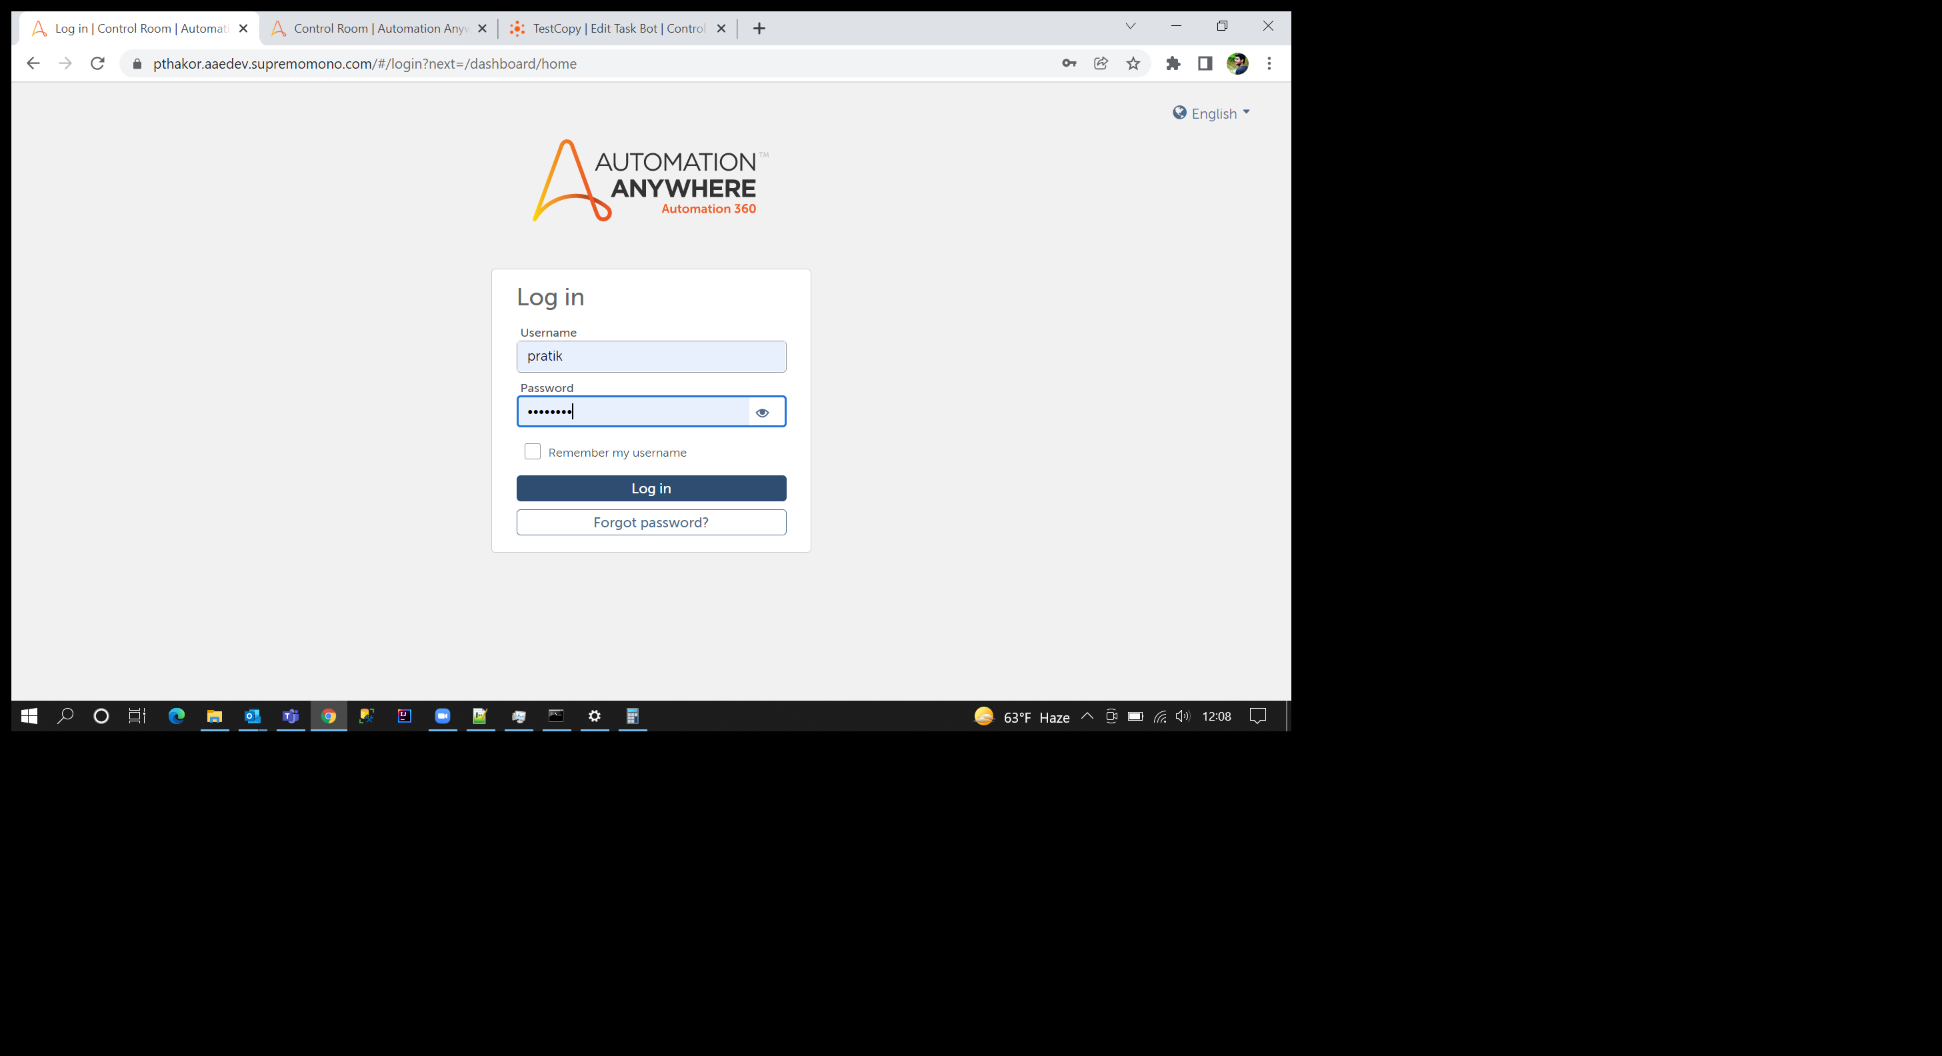 Log in | Control Room | Automat
Control Room | Automation Anyw
TestCopy | Edit Task Bot | Control
pthakor.aaedev.supremomono.com/#/login?next=/dashboard/home
English
AUTOMATION™
ANYWHERE
Automation 360
Log in
Username
pratik
Password
••••••••
Remember my username
Log in
Forgot password?
63°F Haze
12:08